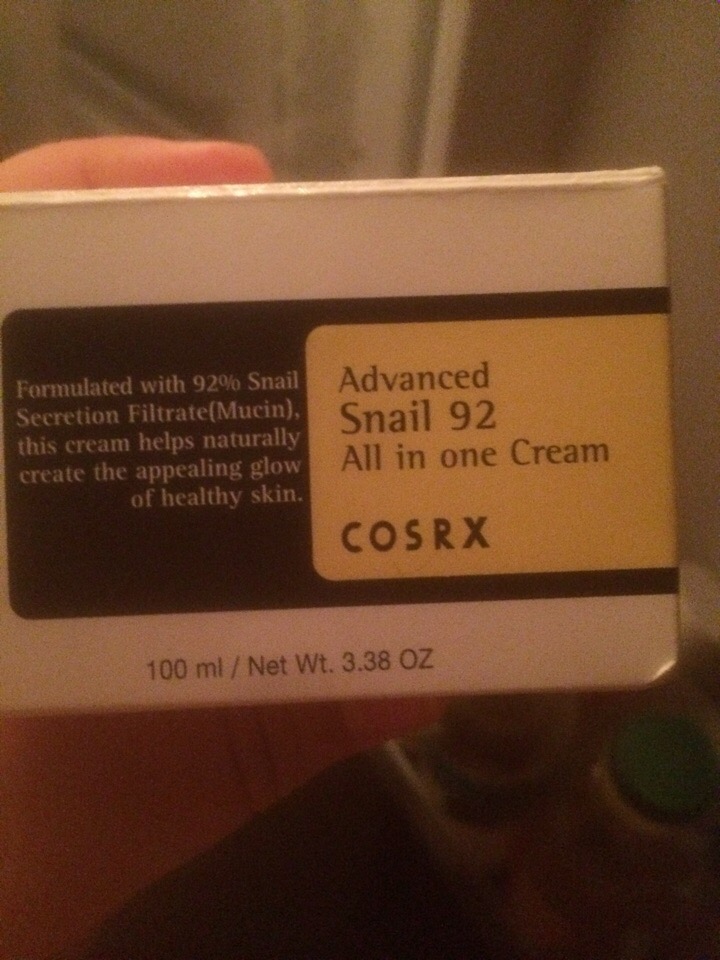 Formulated with 92% Snail
Secretion Filtrate(Mucin),
this cream helps naturally
create the appealing glow
of healthy skin.
Advanced
Snail 92
All in one Cream
COSRX
100 ml / Net Wt. 3.38 OZ